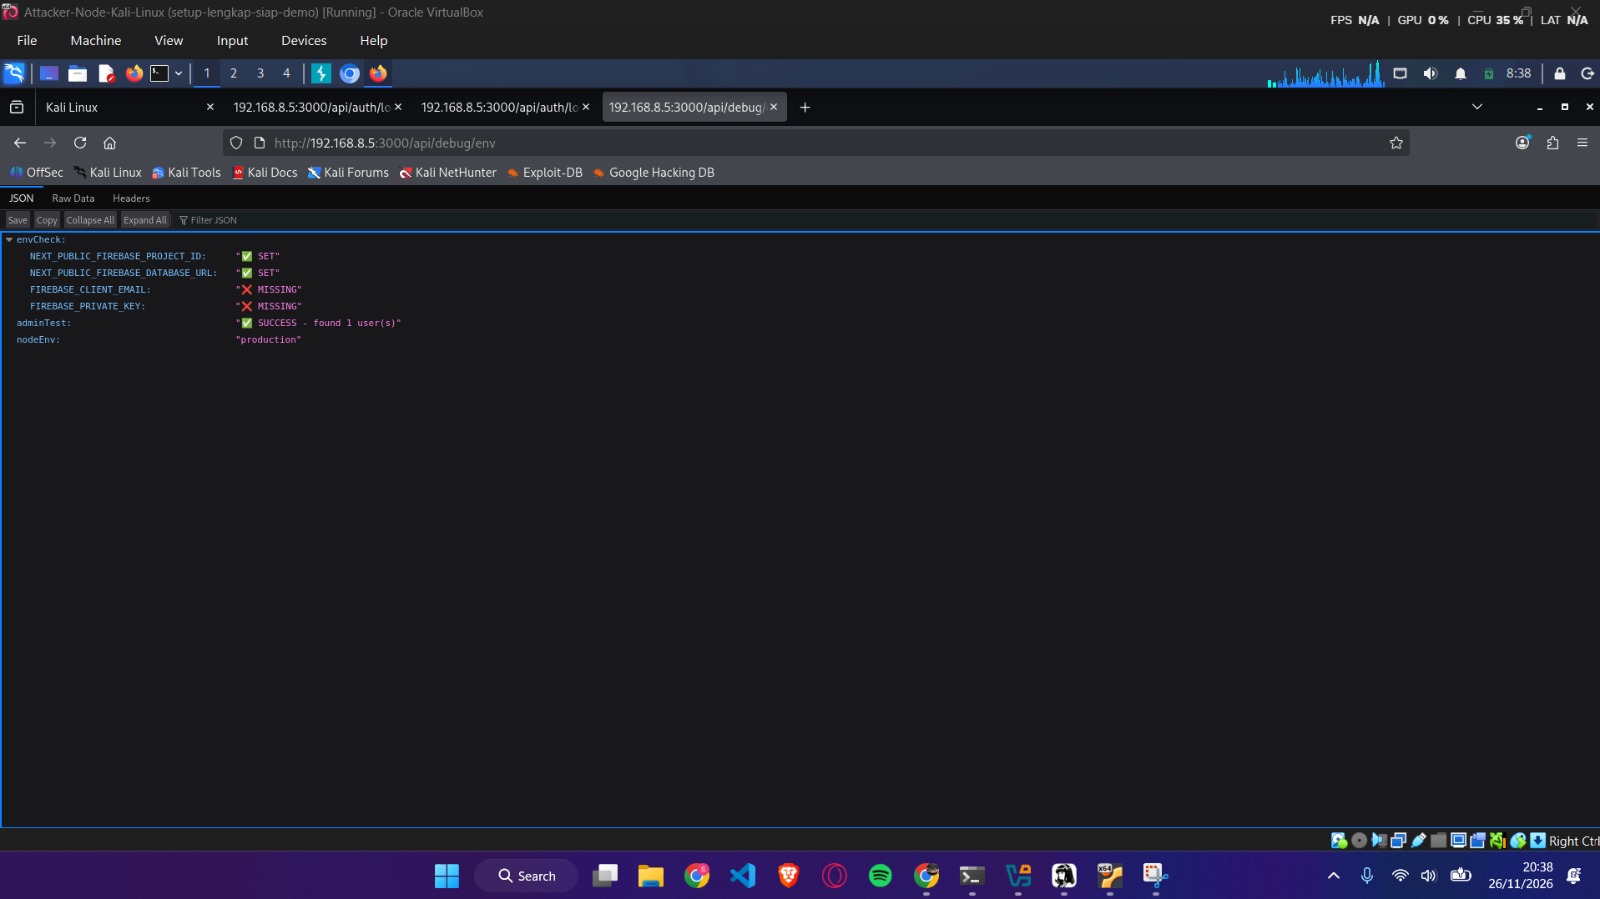 Attacker-Node-Kali-Linux (setup-lengkap-siap-demo) [Running] - Oracle VirtualBox
FPS N/A | GPU 0 % | CPU 35 % | LAT N/A
File Machine View Input Devices Help
1 2 3 4
8:38
Kali Linux
192.168.8.5:3000/api/auth/lo
192.168.8.5:3000/api/auth/lo
192.168.8.5:3000/api/debug/
http://192.168.8.5:3000/api/debug/env
OffSec Kali Linux Kali Tools Kali Docs Kali Forums Kali NetHunter Exploit-DB Google Hacking DB
JSON Raw Data Headers
Save Copy Collapse All Expand All Filter JSON
envCheck:
NEXT_PUBLIC_FIREBASE_PROJECT_ID: "✅ SET"
NEXT_PUBLIC_FIREBASE_DATABASE_URL: "✅ SET"
FIREBASE_CLIENT_EMAIL: "❌ MISSING"
FIREBASE_PRIVATE_KEY: "❌ MISSING"
adminTest: "✅ SUCCESS - found 1 user(s)"
nodeEnv: "production"
Right Ctrl
Search
20:38
26/11/2026